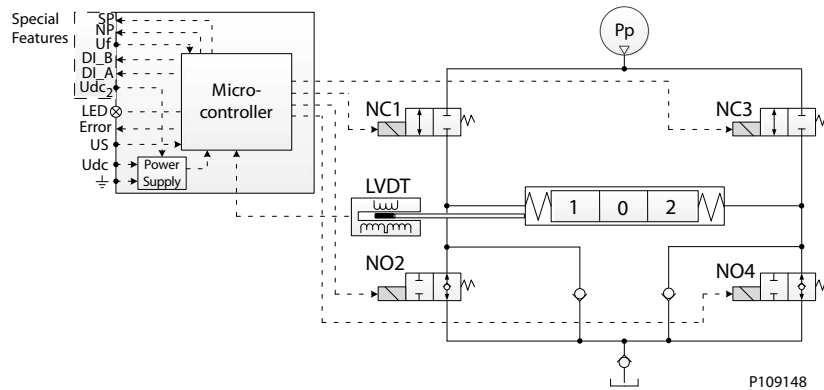 Special
Features
SP
NP
Uf
DI_B
DI_A
Udc2
LED
Error
US
Udc
Micro-
controller
Power
Supply
Pp
NC1
NC3
LVDT
1 0 2
NO2
NO4
P109148